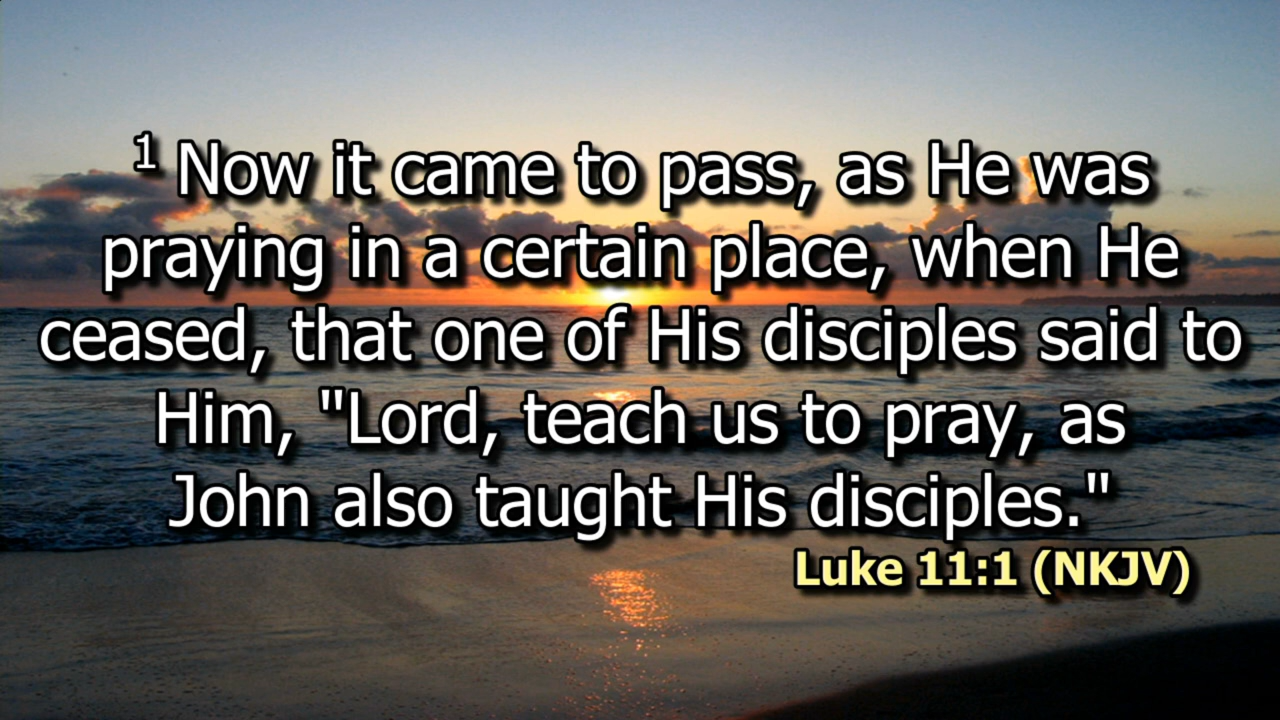 1 Now it came to pass, as He was
praying in a certain place, when He
ceased, that one of His disciples said to
Him, "Lord, teach us to pray, as
John also taught His disciples."
Luke 11:1 (NKJV)